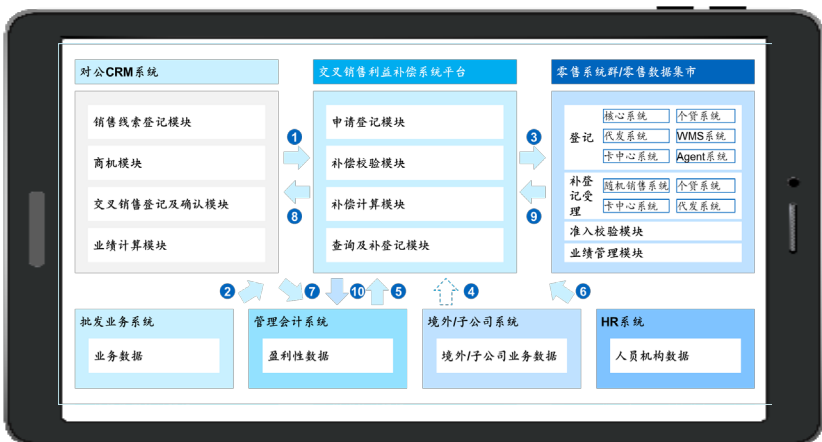 对公CRM系统
交叉销售利益补偿系统平台
零售系统群/零售数据集市
销售线索登记模块
商机模块
交叉销售登记及确认模块
业绩计算模块
1
8
申请登记模块
补偿校验模块
补偿计算模块
查询及补登记模块
3
9
登记
核心系统
个贷系统
代发系统
WMS系统
卡中心系统
Agent系统
补登
记受
理
随机销售系统
个贷系统
卡中心系统
代发系统
准入校验模块
业绩管理模块
2
7
10
5
4
6
批发业务系统
业务数据
管理会计系统
盈利性数据
境外/子公司系统
境外/子公司业务数据
HR系统
人员机构数据